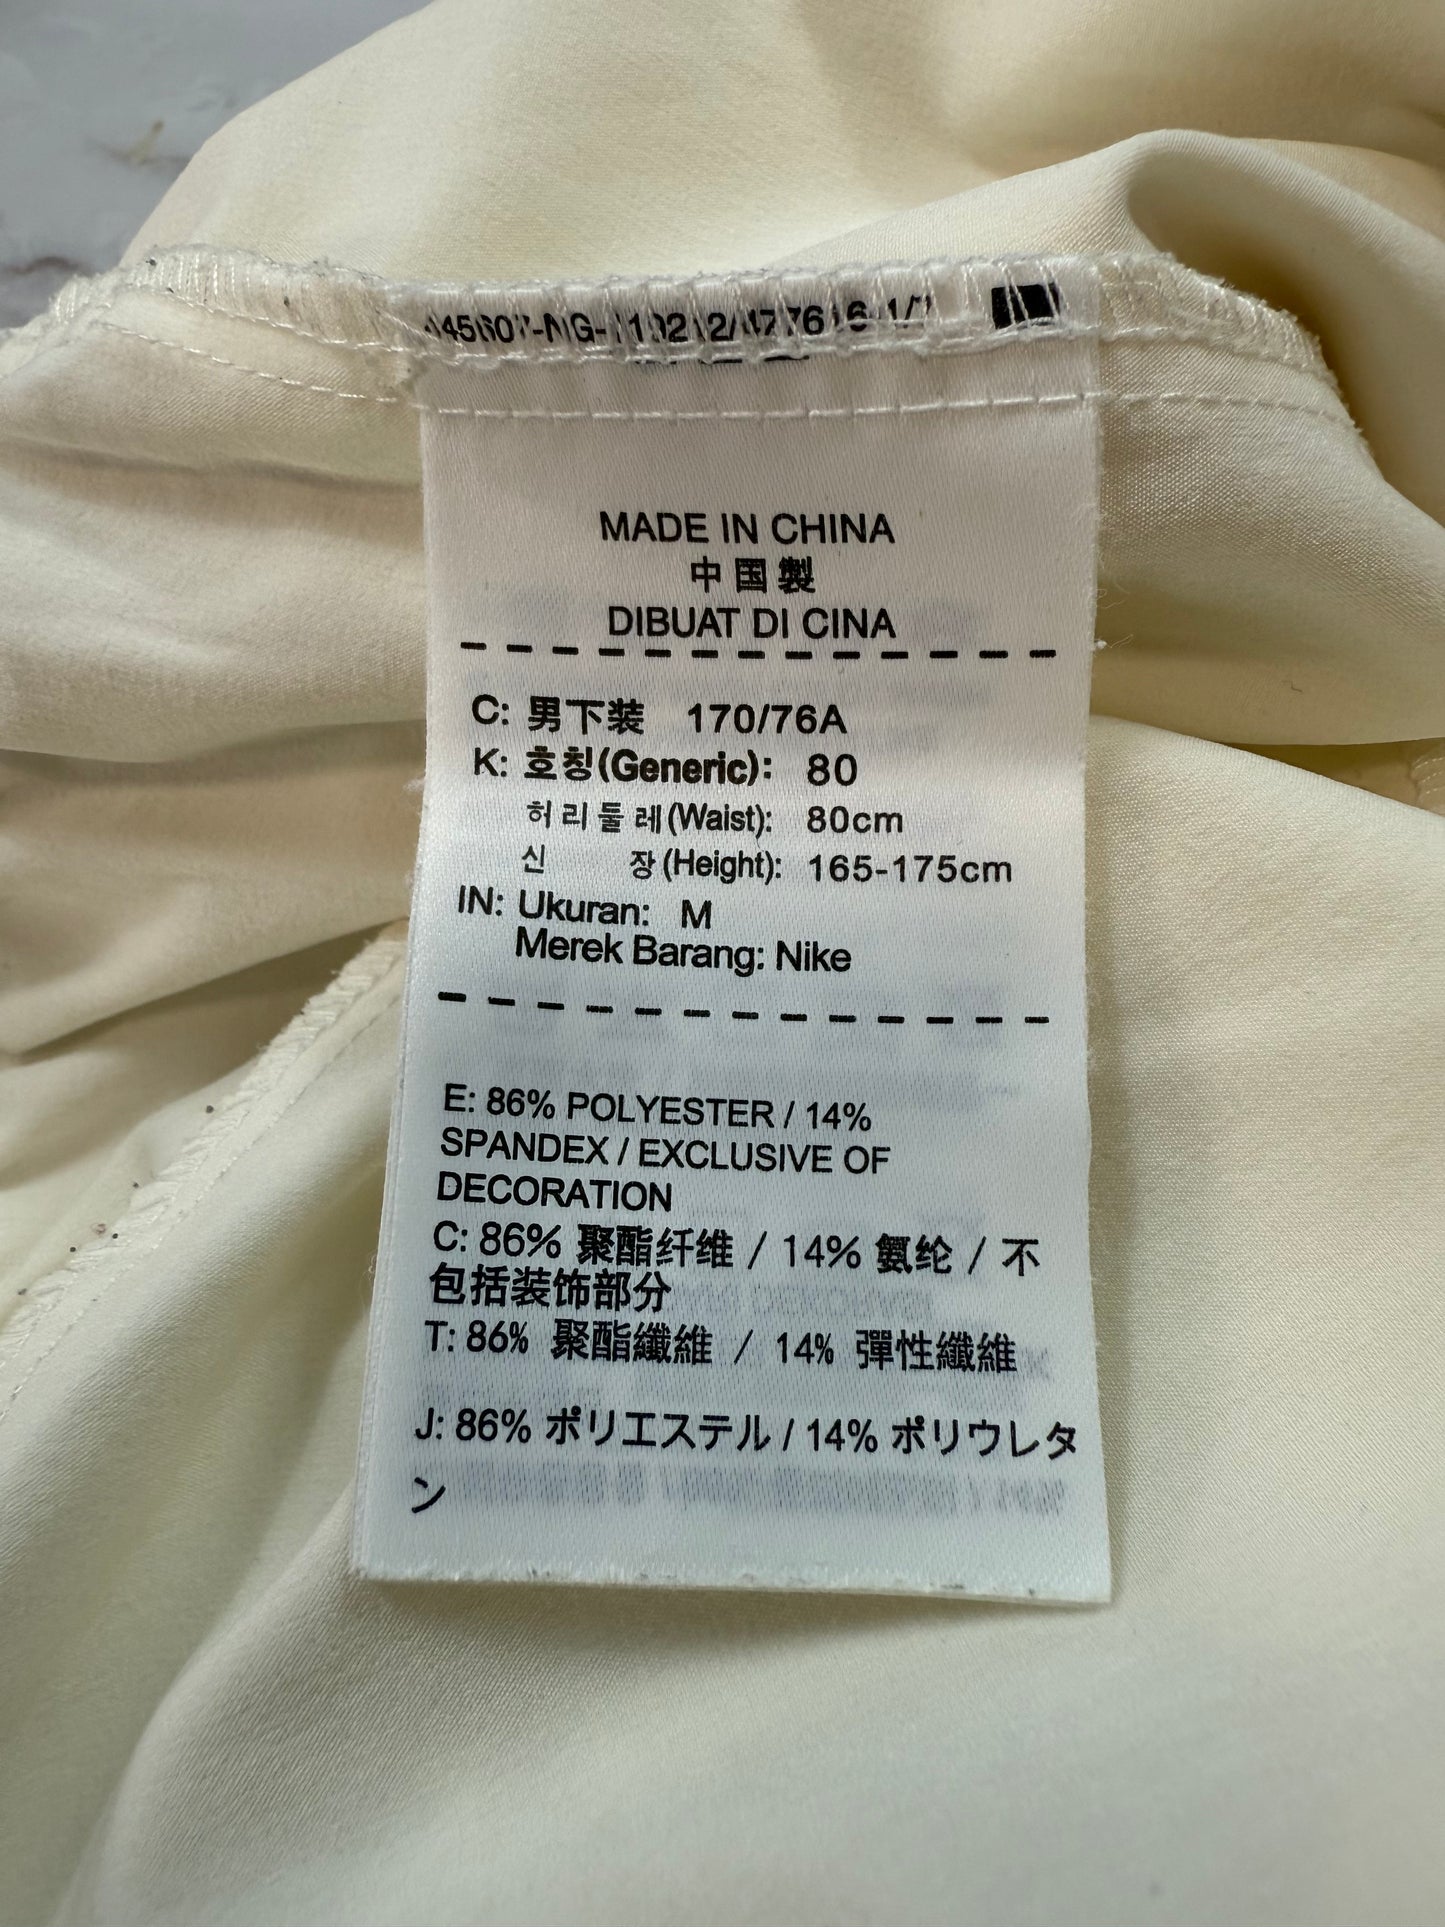 MADE IN CHINA
中国製
DIBUAT DI CINA
C: 男下装 170/76A
K: 호칭(Generic): 80
허리둘레(Waist): 80cm
신 장(Height): 165-175cm
IN: Ukuran: M
Merek Barang: Nike
E: 86% POLYESTER / 14%
SPANDEX / EXCLUSIVE OF
DECORATION
C: 86% 聚酯纤维 / 14% 氨纶 / 不
包括装饰部分
T: 86% 聚酯纖維 / 14% 彈性纖維
J: 86% ポリエステル / 14% ポリウレタ
ン